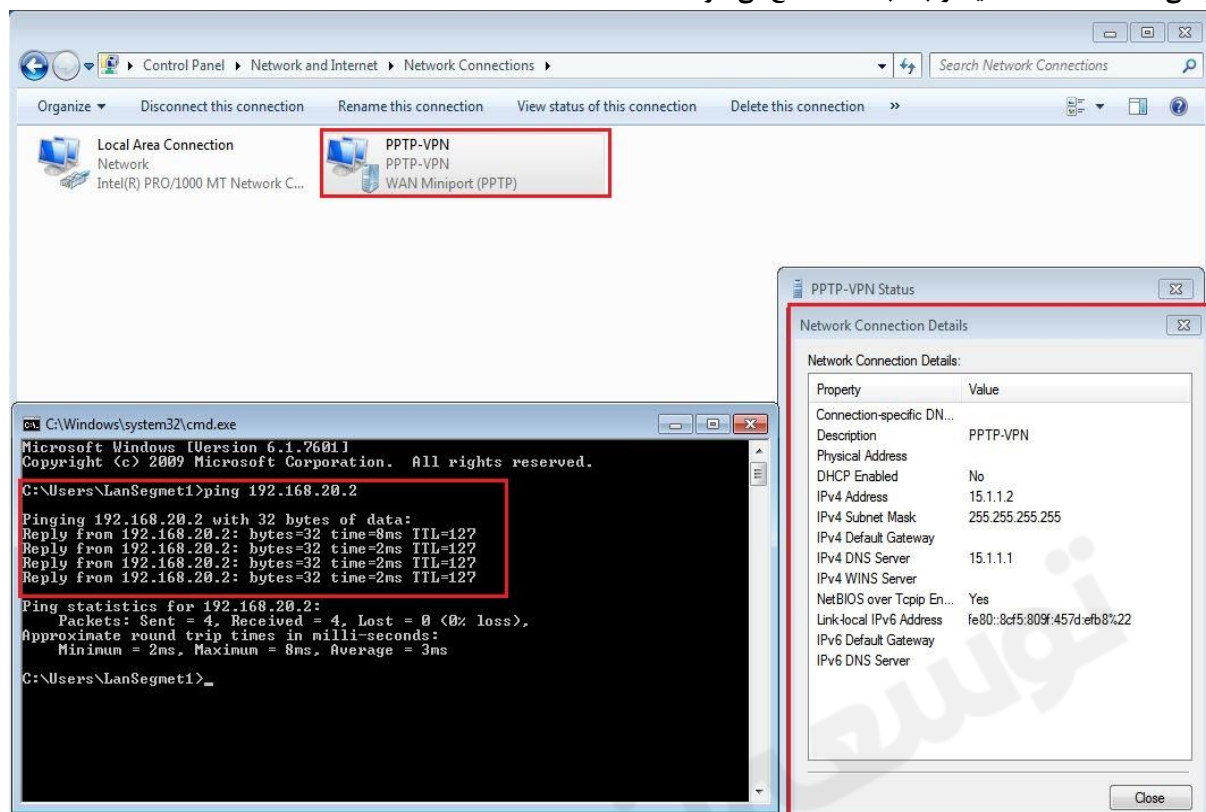 Control Panel ▸ Network and Internet ▸ Network Connections ▸
Search Network Connections
Organize ▾ Disconnect this connection Rename this connection View status of this connection Delete this connection »
Local Area Connection
Network
Intel(R) PRO/1000 MT Network C...
PPTP-VPN
PPTP-VPN
WAN Miniport (PPTP)
PPTP-VPN Status
Network Connection Details
Network Connection Details:
Property Value
Connection-specific DN...
Description PPTP-VPN
Physical Address
DHCP Enabled No
IPv4 Address 15.1.1.2
IPv4 Subnet Mask 255.255.255.255
IPv4 Default Gateway
IPv4 DNS Server 15.1.1.1
IPv4 WINS Server
NetBIOS over Tcpip En... Yes
Link-local IPv6 Address fe80::8cf5:809f:457d:efb8%22
IPv6 Default Gateway
IPv6 DNS Server
Close
C:\Windows\system32\cmd.exe
Microsoft Windows [Version 6.1.7601]
Copyright (c) 2009 Microsoft Corporation. All rights reserved.
C:\Users\LanSegmet1>ping 192.168.20.2
Pinging 192.168.20.2 with 32 bytes of data:
Reply from 192.168.20.2: bytes=32 time=8ms TTL=127
Reply from 192.168.20.2: bytes=32 time=2ms TTL=127
Reply from 192.168.20.2: bytes=32 time=2ms TTL=127
Reply from 192.168.20.2: bytes=32 time=2ms TTL=127
Ping statistics for 192.168.20.2:
Packets: Sent = 4, Received = 4, Lost = 0 (0% loss),
Approximate round trip times in milli-seconds:
Minimum = 2ms, Maximum = 8ms, Average = 3ms
C:\Users\LanSegmet1>_